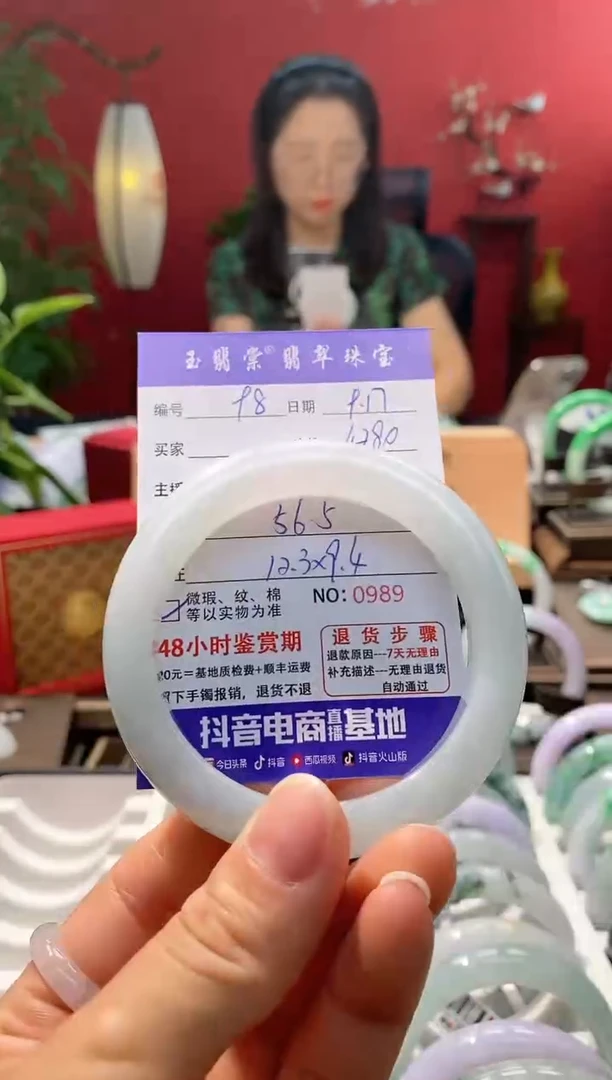 玉翡棠® 翡翠珠宝
编号 98 日期 9.17
买家 1280
主播
56.5
12.3×9.4
微瑕、纹、棉 NO: 0989
等以实物为准
48小时鉴赏期 退货步骤
退款原因---7天无理由
0元=基地质检费+顺丰运费 补充描述---无理由退货
下手镯报销，退货不退 自动通过
抖音电商直播基地
今日头条 抖音 西瓜视频 抖音火山版